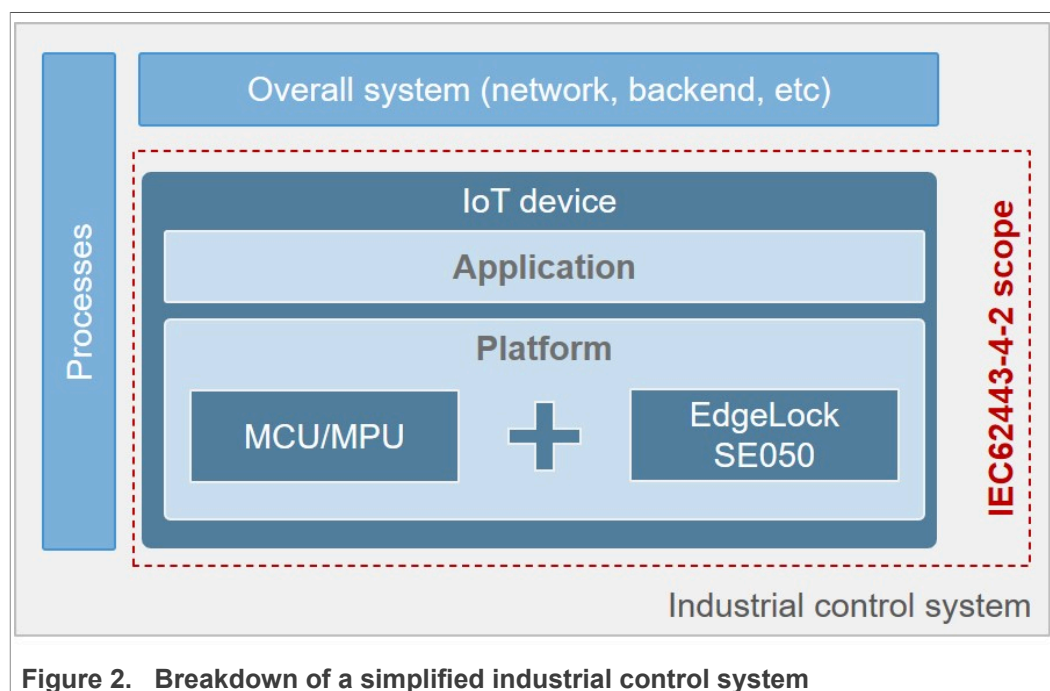 Processes
Overall system (network, backend, etc)
IoT device
Application
Platform
MCU/MPU
EdgeLock
SE050
IEC62443-4-2 scope
Industrial control system
Figure 2. Breakdown of a simplified industrial control system